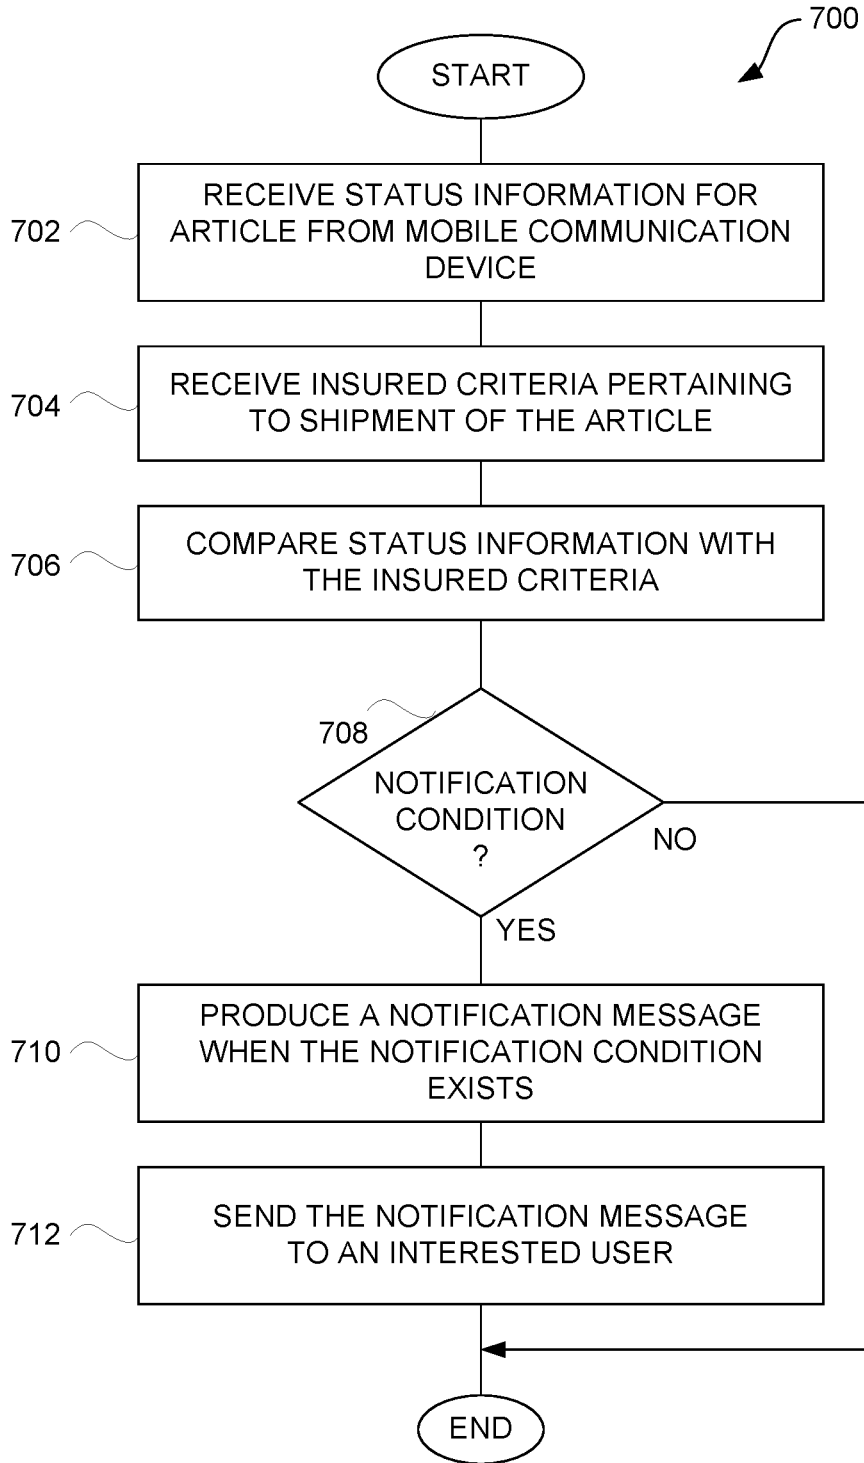 700
START
702
RECEIVE STATUS INFORMATION FOR
ARTICLE FROM MOBILE COMMUNICATION
DEVICE
704
RECEIVE INSURED CRITERIA PERTAINING
TO SHIPMENT OF THE ARTICLE
706
COMPARE STATUS INFORMATION WITH
THE INSURED CRITERIA
708
NOTIFICATION
CONDITION
?
NO
YES
710
PRODUCE A NOTIFICATION MESSAGE
WHEN THE NOTIFICATION CONDITION
EXISTS
712
SEND THE NOTIFICATION MESSAGE
TO AN INTERESTED USER
END